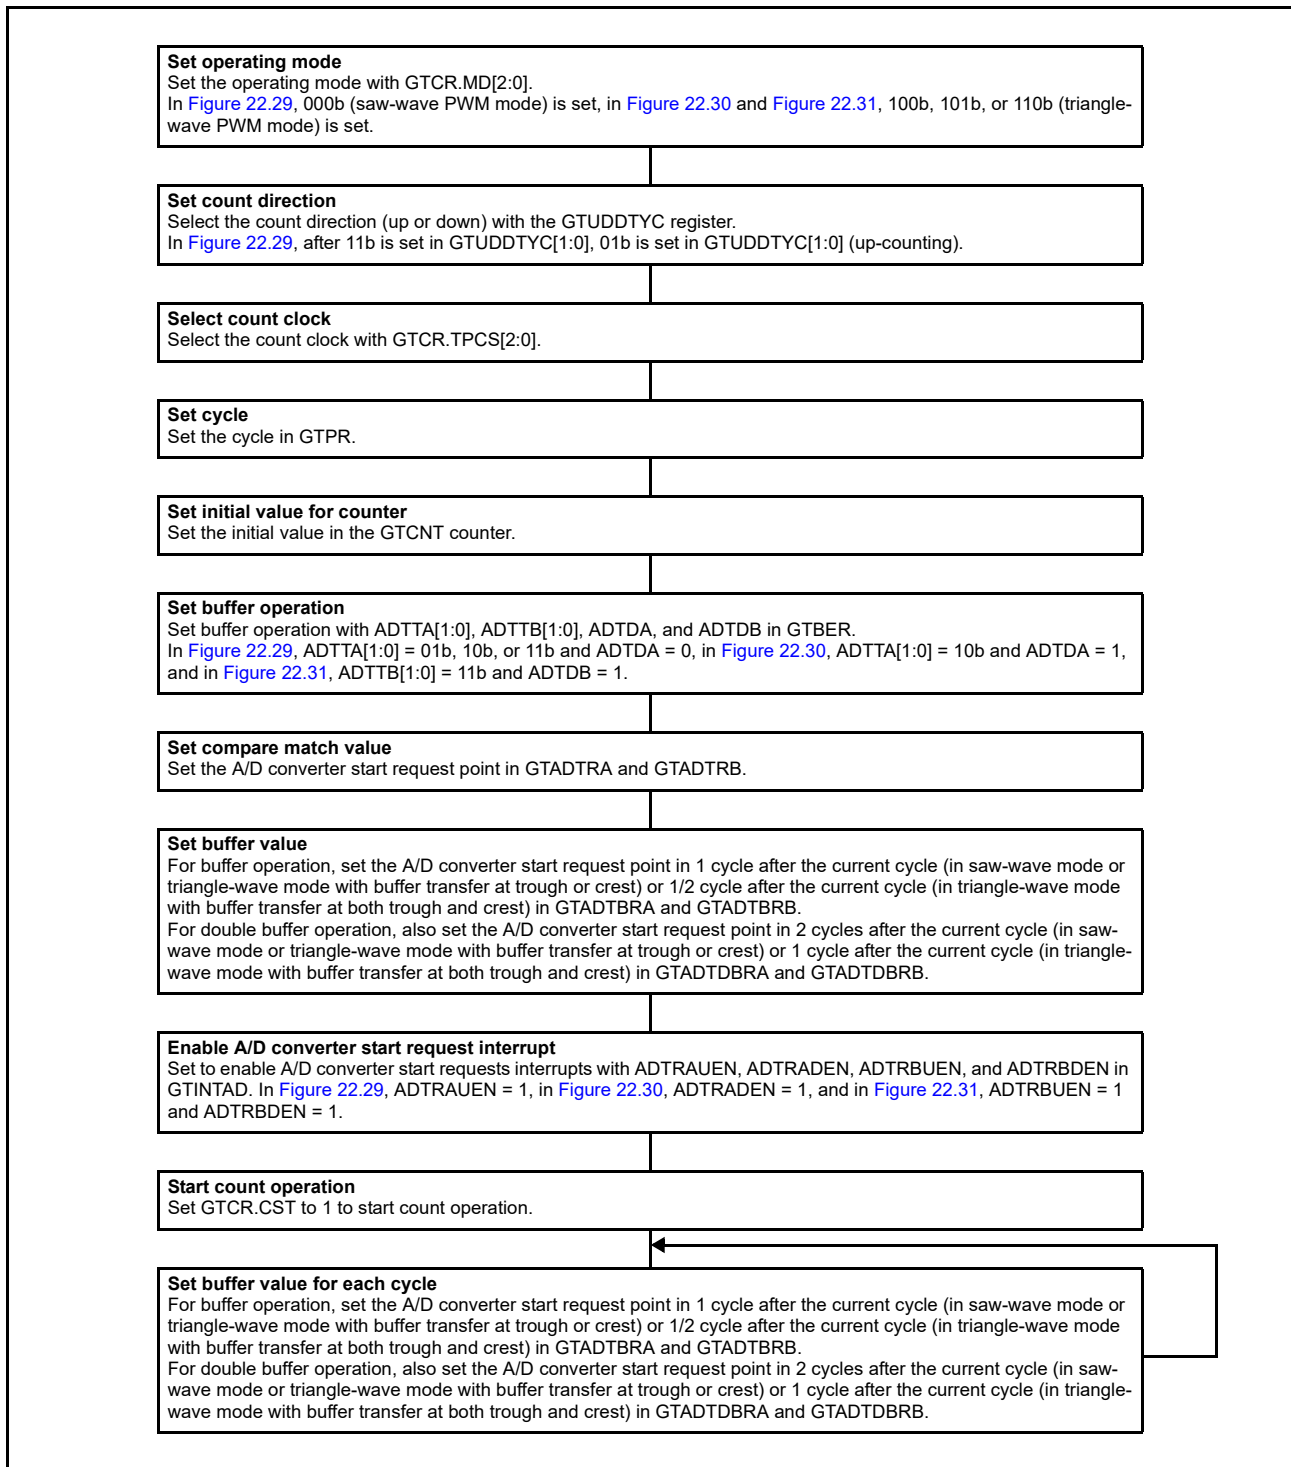 Set operating mode
Set the operating mode with GTCR.MD[2:0].
In Figure 22.29, 000b (saw-wave PWM mode) is set, in Figure 22.30 and Figure 22.31, 100b, 101b, or 110b (triangle-
wave PWM mode) is set.
Set count direction
Select the count direction (up or down) with the GTUDDTYC register.
In Figure 22.29, after 11b is set in GTUDDTYC[1:0], 01b is set in GTUDDTYC[1:0] (up-counting).
Select count clock
Select the count clock with GTCR.TPCS[2:0].
Set cycle
Set the cycle in GTPR.
Set initial value for counter
Set the initial value in the GTCNT counter.
Set buffer operation
Set buffer operation with ADTTA[1:0], ADTTB[1:0], ADTDA, and ADTDB in GTBER.
In Figure 22.29, ADTTA[1:0] = 01b, 10b, or 11b and ADTDA = 0, in Figure 22.30, ADTTA[1:0] = 10b and ADTDA = 1,
and in Figure 22.31, ADTTB[1:0] = 11b and ADTDB = 1.
Set compare match value
Set the A/D converter start request point in GTADTRA and GTADTRB.
Set buffer value
For buffer operation, set the A/D converter start request point in 1 cycle after the current cycle (in saw-wave mode or
triangle-wave mode with buffer transfer at trough or crest) or 1/2 cycle after the current cycle (in triangle-wave mode
with buffer transfer at both trough and crest) in GTADTBRA and GTADTBRB.
For double buffer operation, also set the A/D converter start request point in 2 cycles after the current cycle (in saw-
wave mode or triangle-wave mode with buffer transfer at trough or crest) or 1 cycle after the current cycle (in triangle-
wave mode with buffer transfer at both trough and crest) in GTADTDBRA and GTADTDBRB.
Enable A/D converter start request interrupt
Set to enable A/D converter start requests interrupts with ADTRAUEN, ADTRADEN, ADTRBUEN, and ADTRBDEN in
GTINTAD. In Figure 22.29, ADTRAUEN = 1, in Figure 22.30, ADTRADEN = 1, and in Figure 22.31, ADTRBUEN = 1
and ADTRBDEN = 1.
Start count operation
Set GTCR.CST to 1 to start count operation.
Set buffer value for each cycle
For buffer operation, set the A/D converter start request point in 1 cycle after the current cycle (in saw-wave mode or
triangle-wave mode with buffer transfer at trough or crest) or 1/2 cycle after the current cycle (in triangle-wave mode
with buffer transfer at both trough and crest) in GTADTBRA and GTADTBRB.
For double buffer operation, also set the A/D converter start request point in 2 cycles after the current cycle (in saw-
wave mode or triangle-wave mode with buffer transfer at trough or crest) or 1 cycle after the current cycle (in triangle-
wave mode with buffer transfer at both trough and crest) in GTADTDBRA and GTADTDBRB.